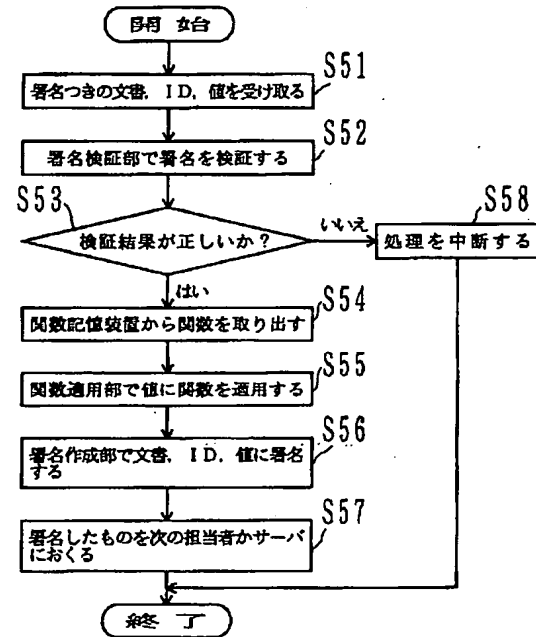 開 始
S51
署名つきの文書，ＩＤ，値を受け取る
S52
署名検証部で署名を検証する
S53
検証結果が正しいか？
いいえ
S58
処理を中断する
はい
S54
関数記憶装置から関数を取り出す
S55
関数適用部で値に関数を適用する
S56
署名作成部で文書，ＩＤ，値に署名
する
S57
署名したものを次の担当者かサーバ
におくる
終 了